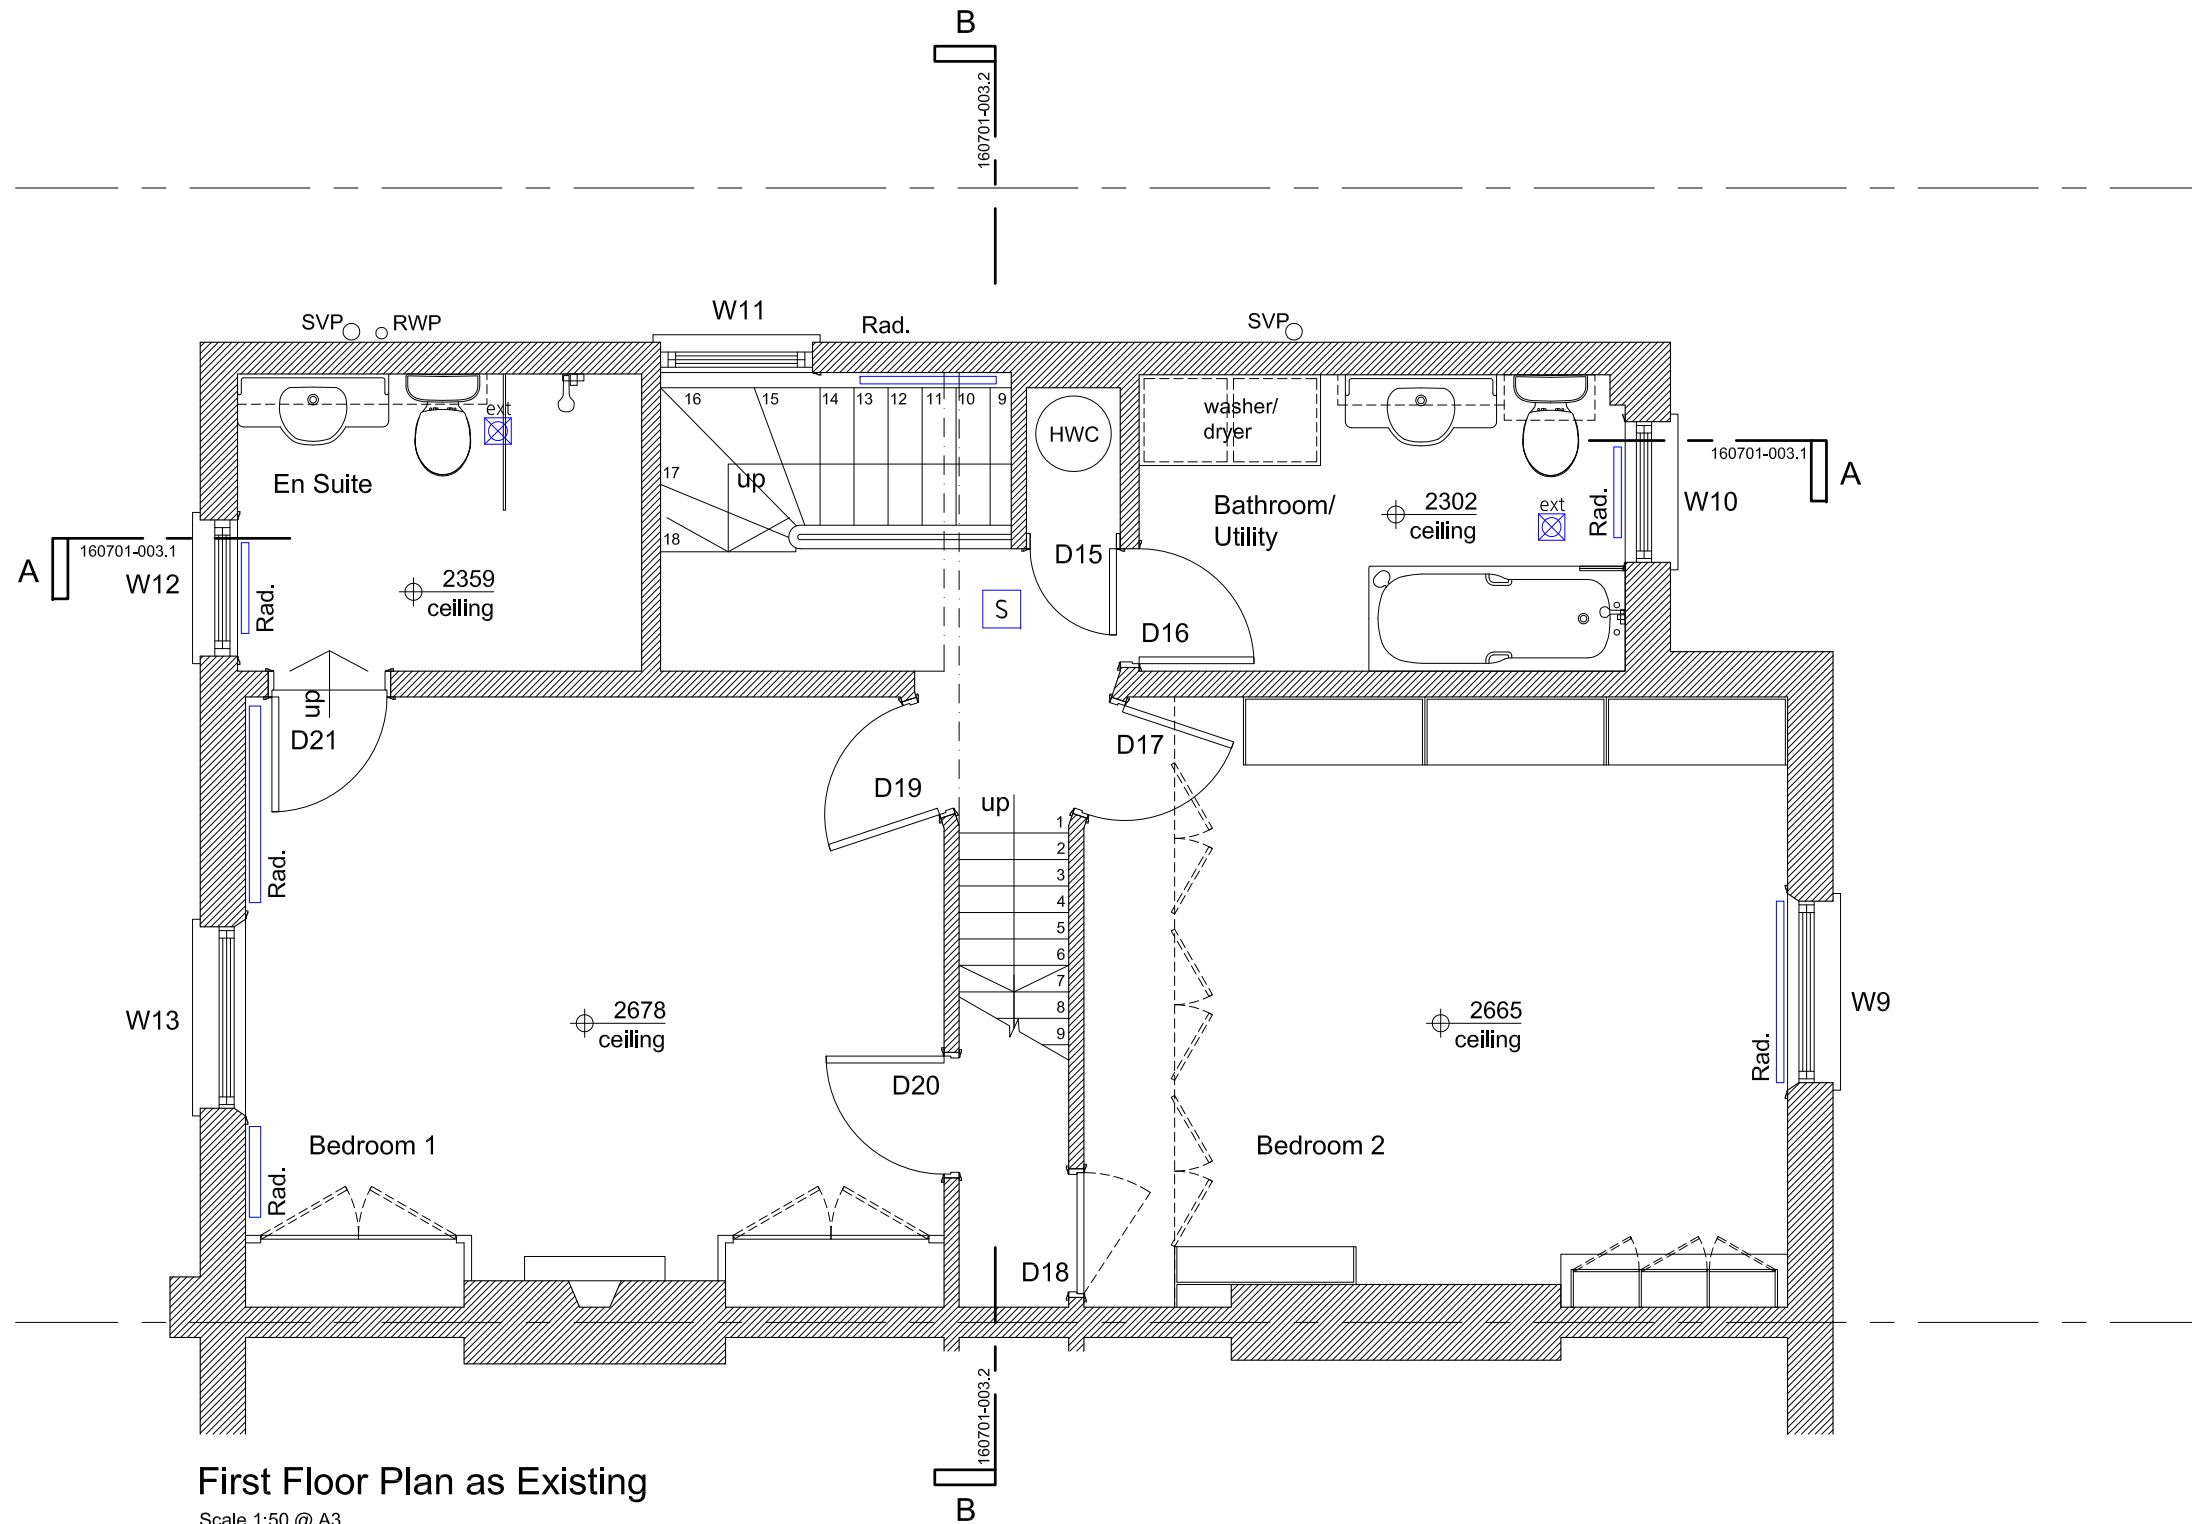 B
160701-003.2
W11
SVP
RWP
Rad.
SVP
16
15
14
13
12
11
10
9
17
18
up
ext
En Suite
HWC
washer/
dryer
Bathroom/
Utility
2302
ceiling
ext
Rad.
160701-003.1
A
W10
160701-003.1
A
W12
Rad.
2359
ceiling
D15
S
D16
up
D21
D19
D17
up
1
2
3
4
5
6
7
8
9
Rad.
W13
2678
ceiling
2665
ceiling
W9
Rad.
D20
Bedroom 1
Bedroom 2
Rad.
D18
160701-003.2
B
First Floor Plan as Existing
Scale 1:50 @ A3